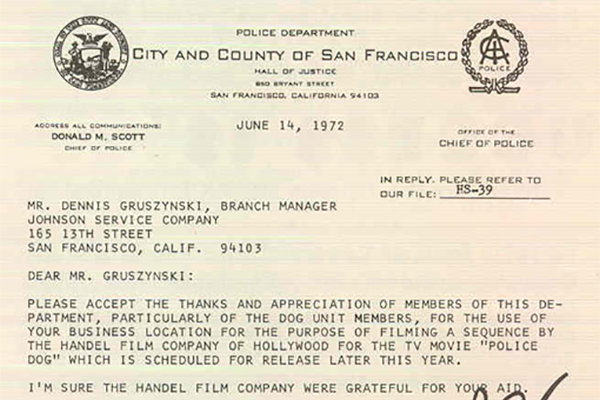 POLICE DEPARTMENT
CITY AND COUNTY OF SAN FRANCISCO
HALL OF JUSTICE
850 BRYANT STREET
SAN FRANCISCO, CALIFORNIA 94103
POLICE
ADDRESS ALL COMMUNICATIONS:
DONALD M. SCOTT
CHIEF OF POLICE
JUNE 14, 1972
OFFICE OF THE
CHIEF OF POLICE
IN REPLY, PLEASE REFER TO
OUR FILE: HS-39
MR. DENNIS GRUSZYNSKI, BRANCH MANAGER
JOHNSON SERVICE COMPANY
165 13TH STREET
SAN FRANCISCO, CALIF. 94103
DEAR MR. GRUSZYNSKI:
PLEASE ACCEPT THE THANKS AND APPRECIATION OF MEMBERS OF THIS DE-
PARTMENT, PARTICULARLY OF THE DOG UNIT MEMBERS, FOR THE USE OF
YOUR BUSINESS LOCATION FOR THE PURPOSE OF FILMING A SEQUENCE BY
THE HANDEL FILM COMPANY OF HOLLYWOOD FOR THE TV MOVIE "POLICE
DOG" WHICH IS SCHEDULED FOR RELEASE LATER THIS YEAR.
I'M SURE THE HANDEL FILM COMPANY WERE GRATEFUL FOR YOUR AID.